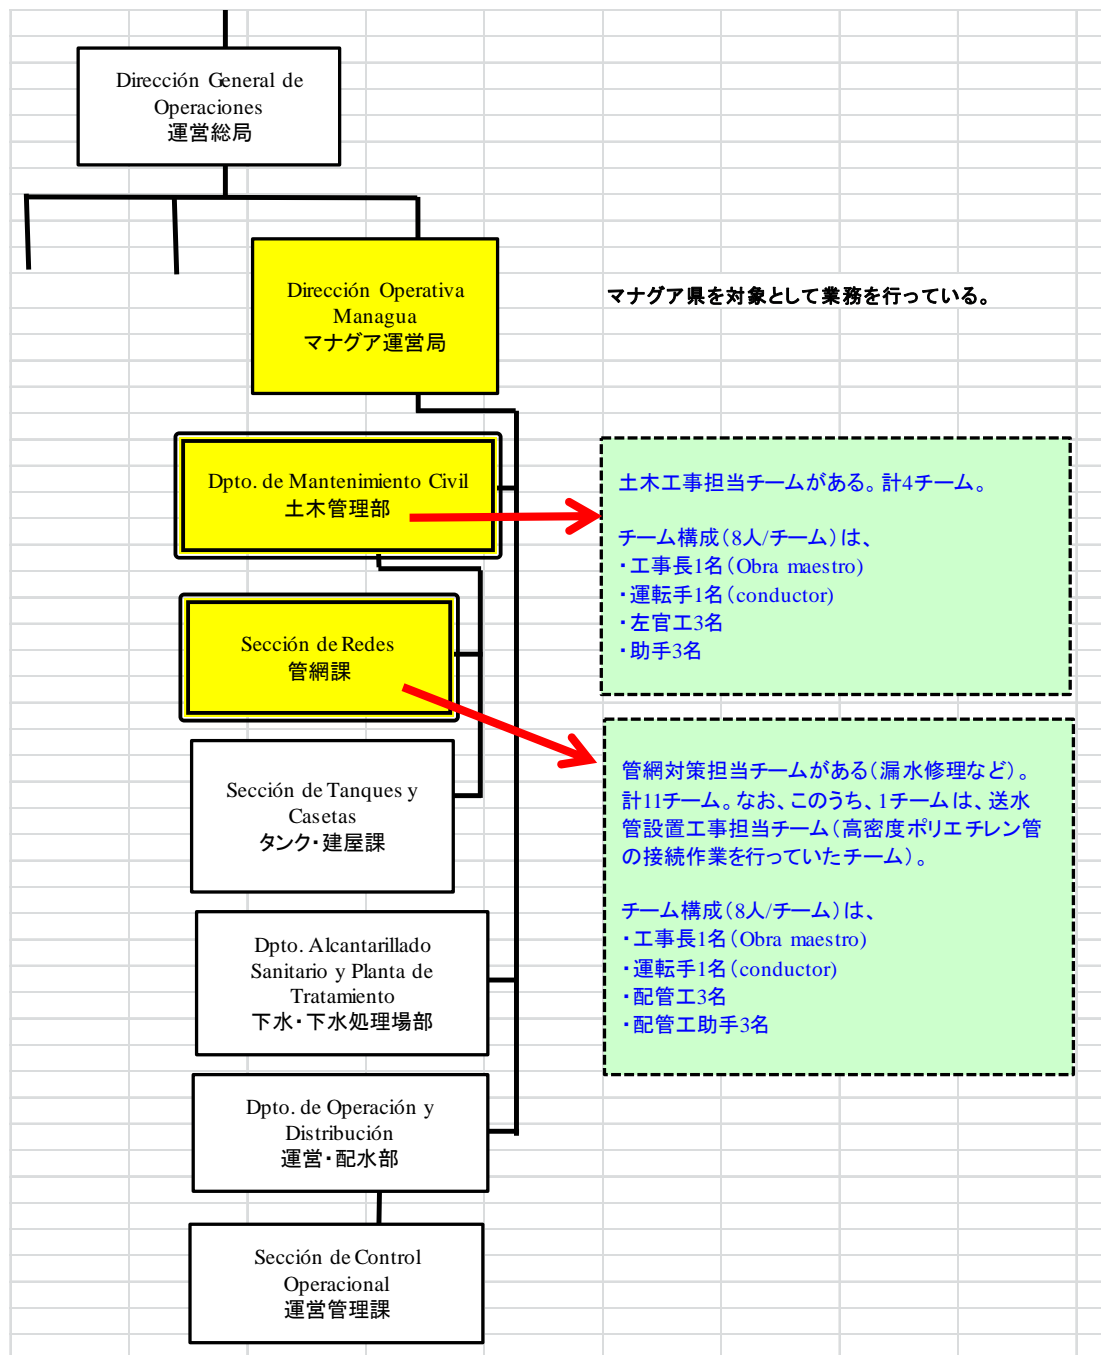 Dirección General de
Operaciones
運営総局
Dirección Operativa
Managua
マナグア運営局
マナグア県を対象として業務を行っている。
Dpto. de Mantenimiento Civil
土木管理部
土木工事担当チームがある。計4チーム。
チーム構成（8人/チーム）は、
・工事長1名（Obra maestro）
・運転手1名（conductor）
・左官工3名
・助手3名
Sección de Redes
管網課
管網対策担当チームがある（漏水修理など）。
計11チーム。なお、このうち、1チームは、送水
管設置工事担当チーム（高密度ポリエチレン管
の接続作業を行っていたチーム）。
チーム構成（8人/チーム）は、
・工事長1名（Obra maestro）
・運転手1名（conductor）
・配管工3名
・配管工助手3名
Sección de Tanques y
Casetas
タンク・建屋課
Dpto. Alcantarillado
Sanitario y Planta de
Tratamiento
下水・下水処理場部
Dpto. de Operación y
Distribución
運営・配水部
Sección de Control
Operacional
運営管理課